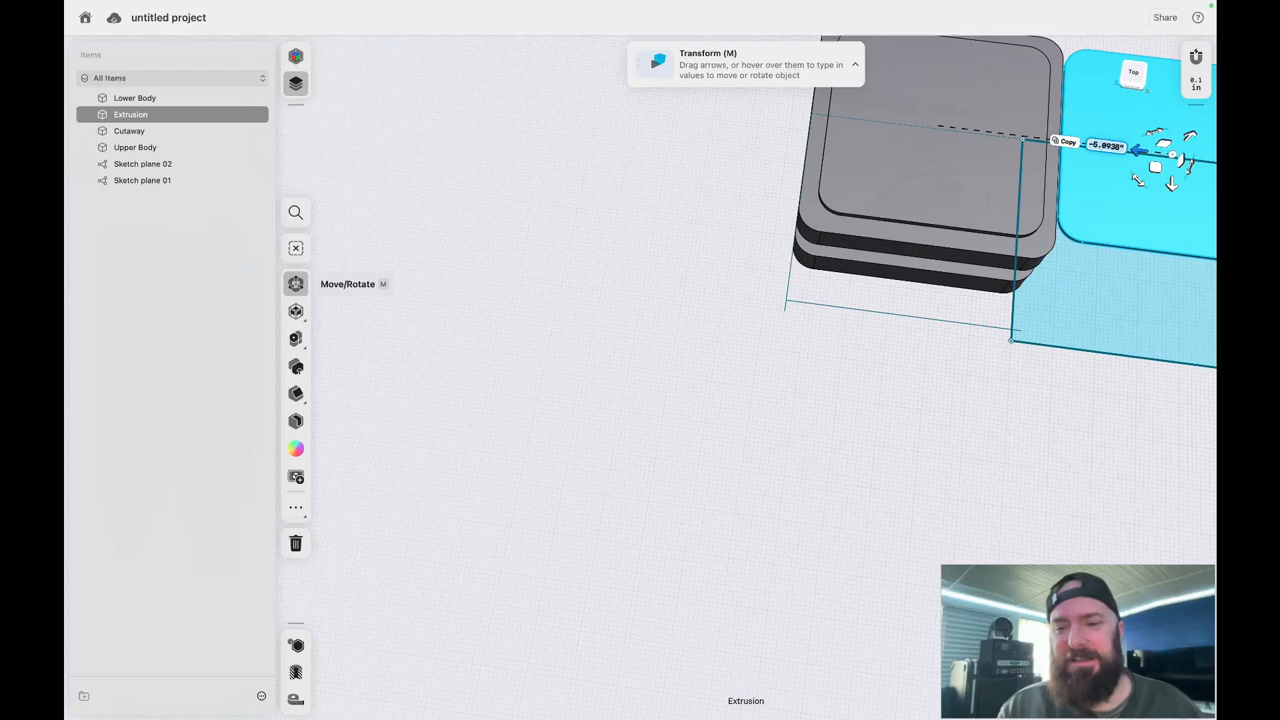 untitled project
Share
?
Items
All Items
Lower Body
Extrusion
Cutaway
Upper Body
Sketch plane 02
Sketch plane 01
Move/Rotate M
Transform (M)
Drag arrows, or hover over them to type in
values to move or rotate object
Top
0.1
in
Copy
-5.0938"
Extrusion